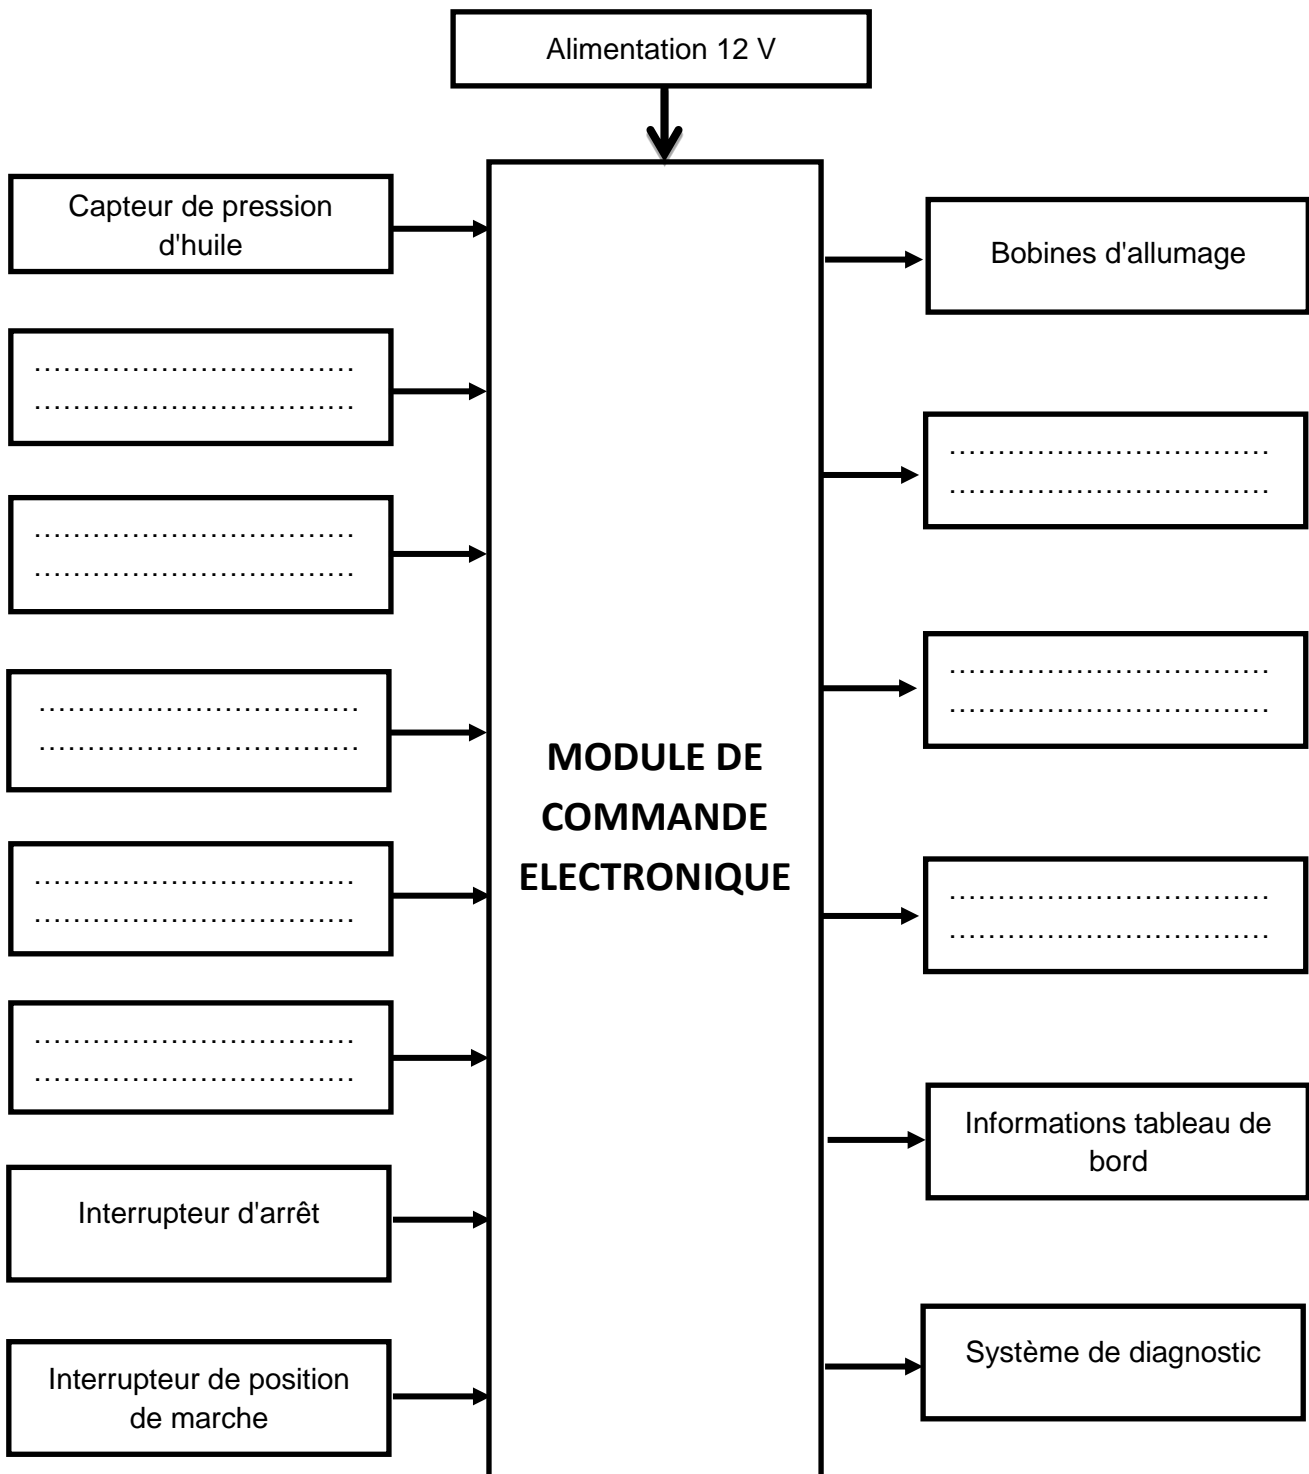 Alimentation 12 V
Capteur de pression
d'huile
.................................
.................................
.................................
.................................
.................................
.................................
.................................
.................................
.................................
.................................
Interrupteur d'arrêt
Interrupteur de position
de marche
MODULE DE
COMMANDE
ELECTRONIQUE
Bobines d'allumage
.................................
.................................
.................................
.................................
.................................
.................................
Informations tableau de
bord
Système de diagnostic